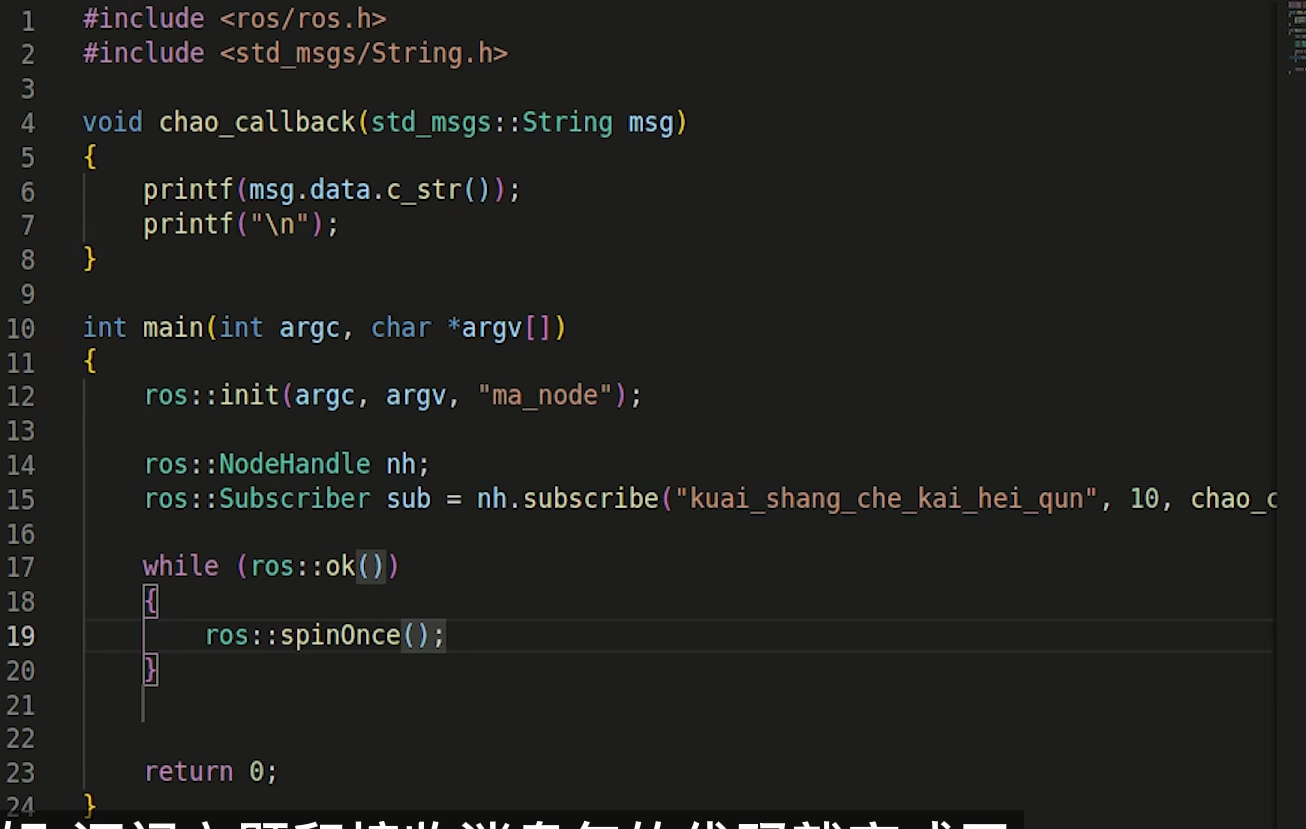 1 #include <ros/ros.h>
2 #include <std_msgs/String.h>
3
4 void chao_callback(std_msgs::String msg)
5 {
6 printf(msg.data.c_str());
7 printf("\n");
8 }
9
10 int main(int argc, char *argv[])
11 {
12 ros::init(argc, argv, "ma_node");
13
14 ros::NodeHandle nh;
15 ros::Subscriber sub = nh.subscribe("kuai_shang_che_kai_hei_qun", 10, chao_c
16
17 while (ros::ok())
18 {
19 ros::spinOnce();
20 }
21
22
23 return 0;
24 }